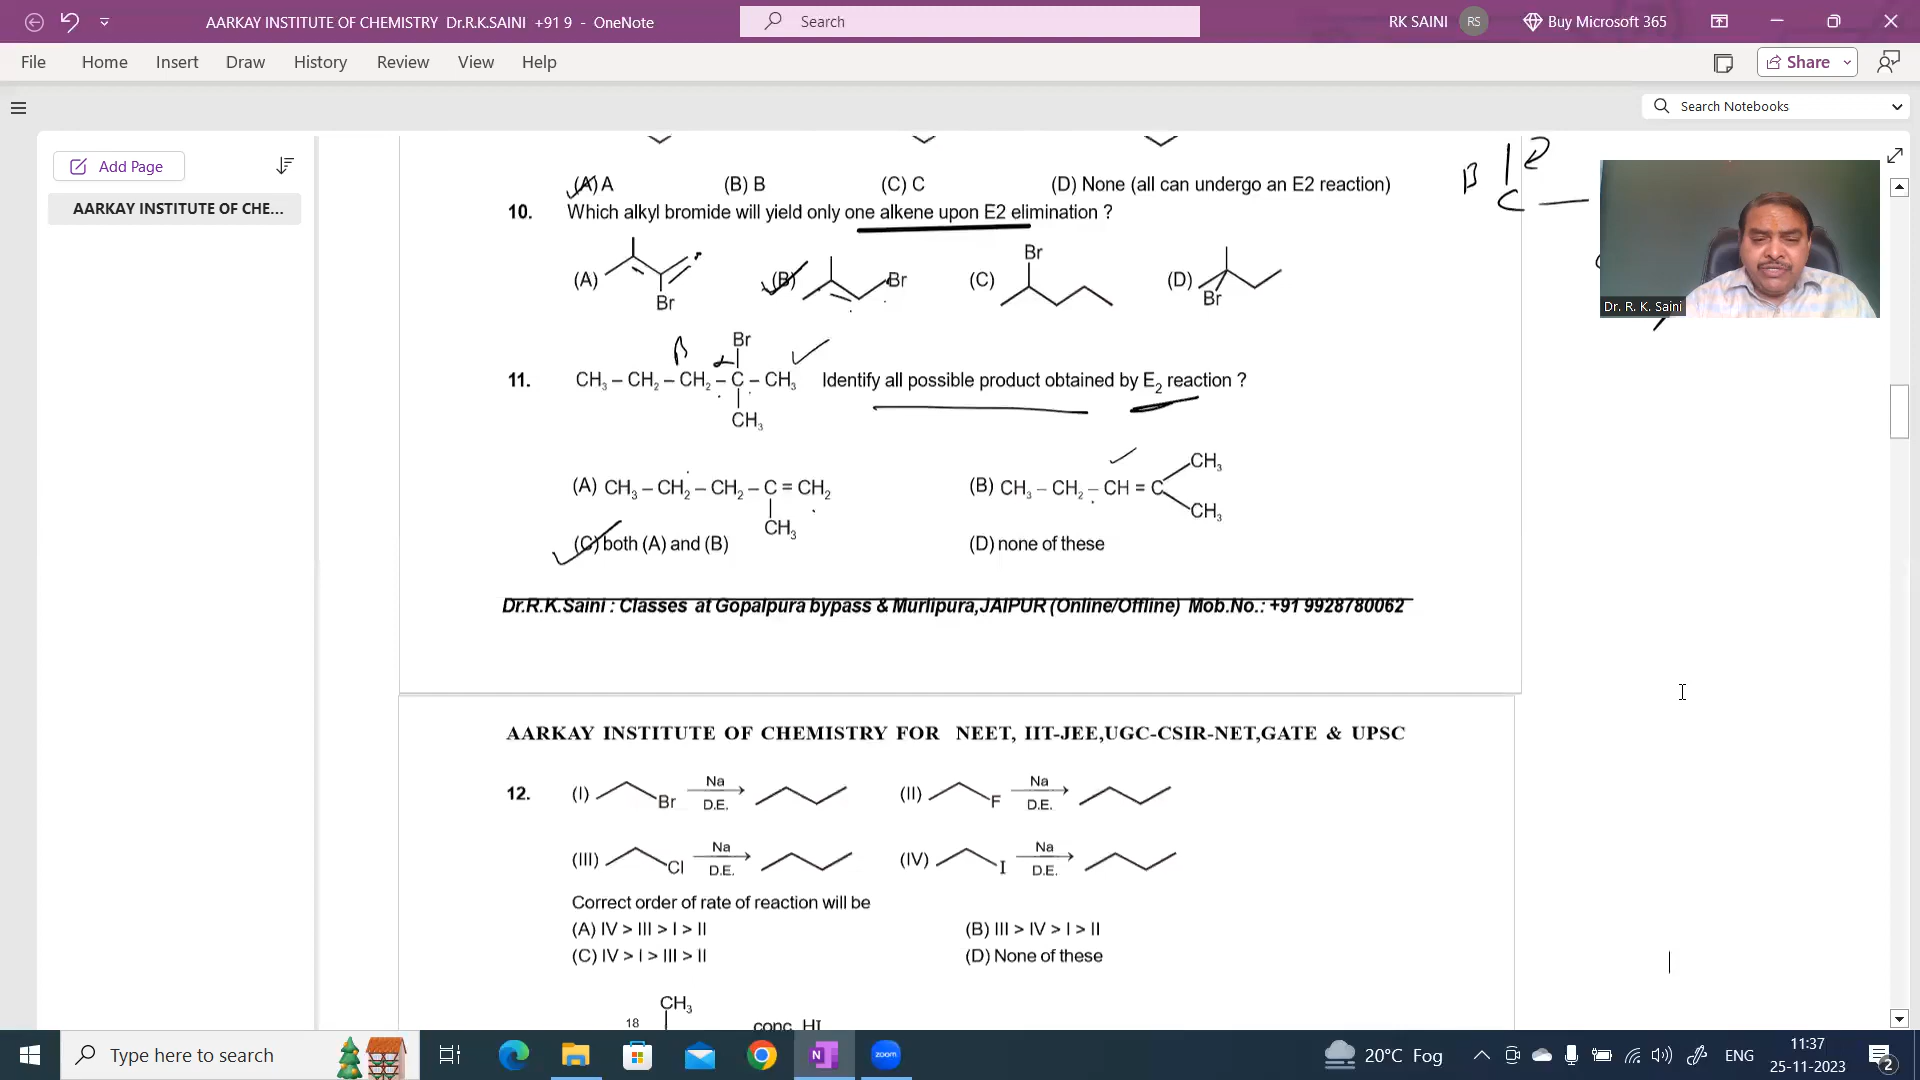 AARKAY INSTITUTE OF CHEMISTRY Dr.R.K.SAINI +91 9 - OneNote
Search
RK SAINI
RS
Buy Microsoft 365
File Home Insert Draw History Review View Help
Share
Search Notebooks
Add Page
AARKAY INSTITUTE OF CHE...
(A) A (B) B (C) C (D) None (all can undergo an E2 reaction)
10. Which alkyl bromide will yield only one alkene upon E2 elimination ?
(A) Br (B) Br (C) Br (D) Br
β α
11. CH₃ – CH₂ – CH₂ – C – CH₃ Identify all possible product obtained by E₂ reaction ?
Br
CH₃
(A) CH₃ – CH₂ – CH₂ – C = CH₂
CH₃
(B) CH₃ – CH₂ – CH = C
CH₃
CH₃
(C) both (A) and (B) (D) none of these
Dr.R.K.Saini : Classes at Gopalpura bypass & Murlipura,JAIPUR (Online/Offline) Mob.No.: +91 9928780062
Dr. R. K. Saini
AARKAY INSTITUTE OF CHEMISTRY FOR NEET, IIT-JEE,UGC-CSIR-NET,GATE & UPSC
12. (I) Br Na D.E. (II) F Na D.E.
(III) Cl Na D.E. (IV) I Na D.E.
Correct order of rate of reaction will be
(A) IV > III > I > II (B) III > IV > I > II
(C) IV > I > III > II (D) None of these
CH₃
18 conc. HI
Type here to search
zoom
20°C Fog
ENG
11:37
25-11-2023
2